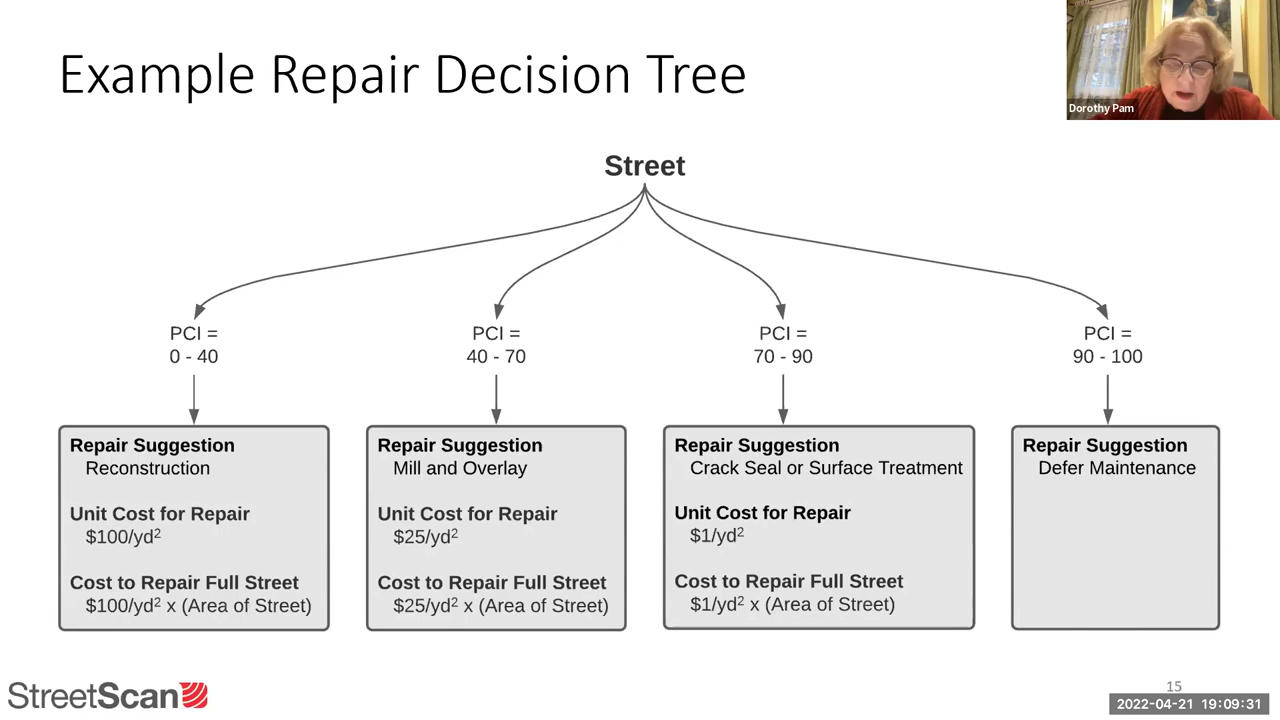 Example Repair Decision Tree
Dorothy Pam
Street
PCI =
0 - 40
PCI =
40 - 70
PCI =
70 - 90
PCI =
90 - 100
Repair Suggestion
Reconstruction
Unit Cost for Repair
$100/yd²
Cost to Repair Full Street
$100/yd² x (Area of Street)
Repair Suggestion
Mill and Overlay
Unit Cost for Repair
$25/yd²
Cost to Repair Full Street
$25/yd² x (Area of Street)
Repair Suggestion
Crack Seal or Surface Treatment
Unit Cost for Repair
$1/yd²
Cost to Repair Full Street
$1/yd² x (Area of Street)
Repair Suggestion
Defer Maintenance
StreetScan
15
2022-04-21 19:09:31